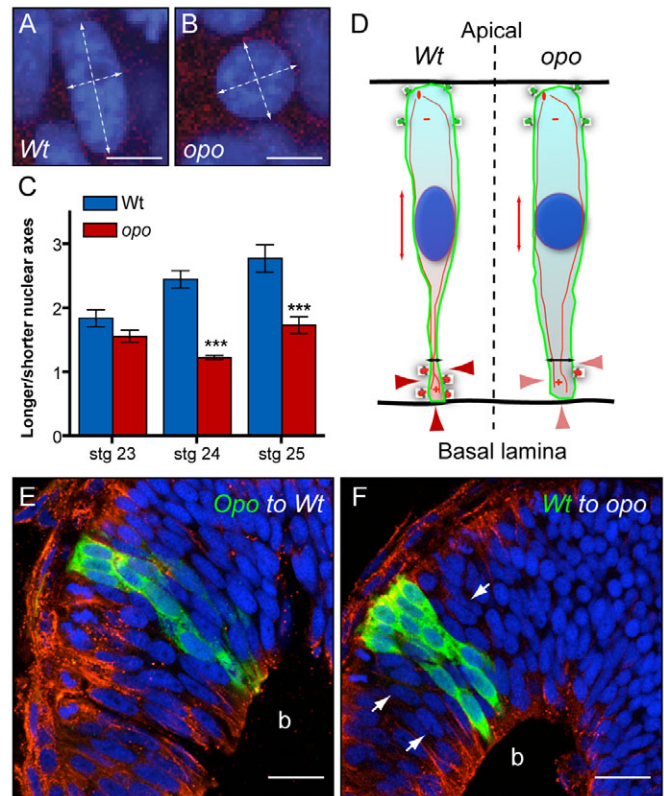 A
Wt
B
opo
C
Wt
opo
Longer/shorter nuclear axes
3
2
1
0
***
***
stg 23
stg 24
stg 25
D
Wt
Apical
opo
Basal lamina
E
Opo to Wt
b
F
Wt to opo
b